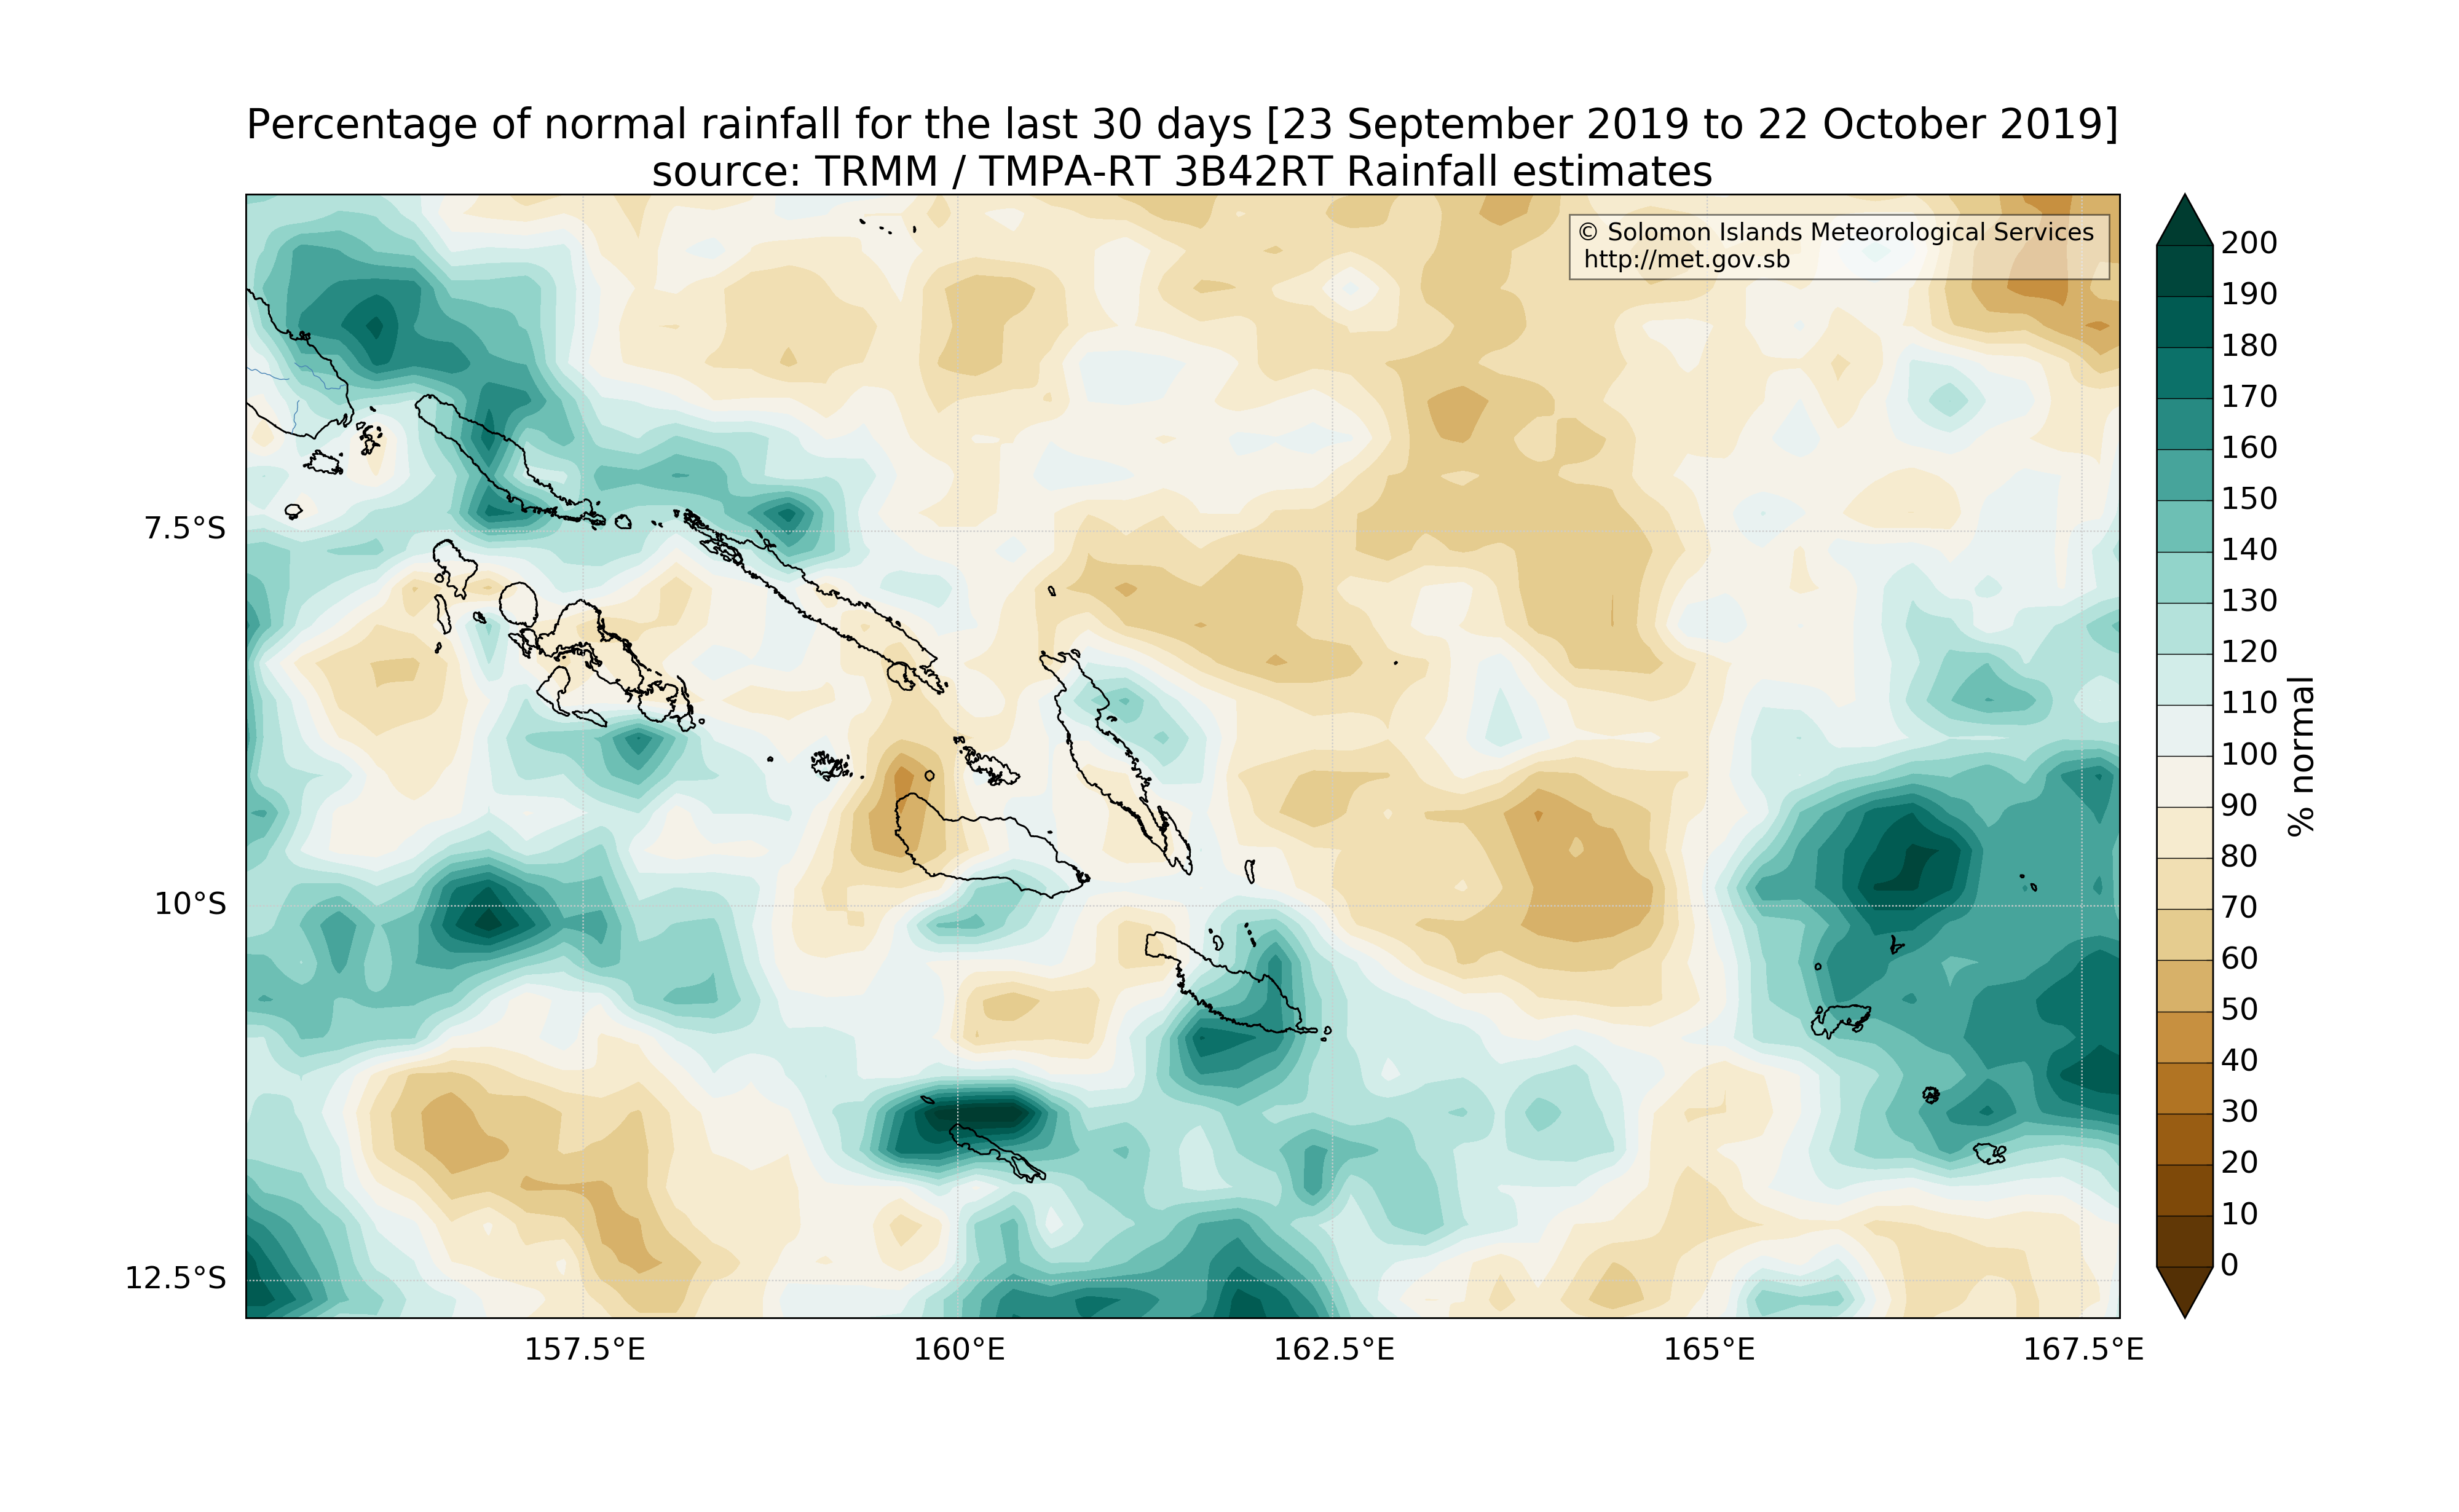 Percentage of normal rainfall for the last 30 days [23 September 2019 to 22 October 2019]
source: TRMM / TMPA-RT 3B42RT Rainfall estimates
© Solomon Islands Meteorological Services
http://met.gov.sb
7.5°S
10°S
12.5°S
157.5°E
160°E
162.5°E
165°E
167.5°E
200
190
180
170
160
150
140
130
120
110
100
90
80
70
60
50
40
30
20
10
0
% normal